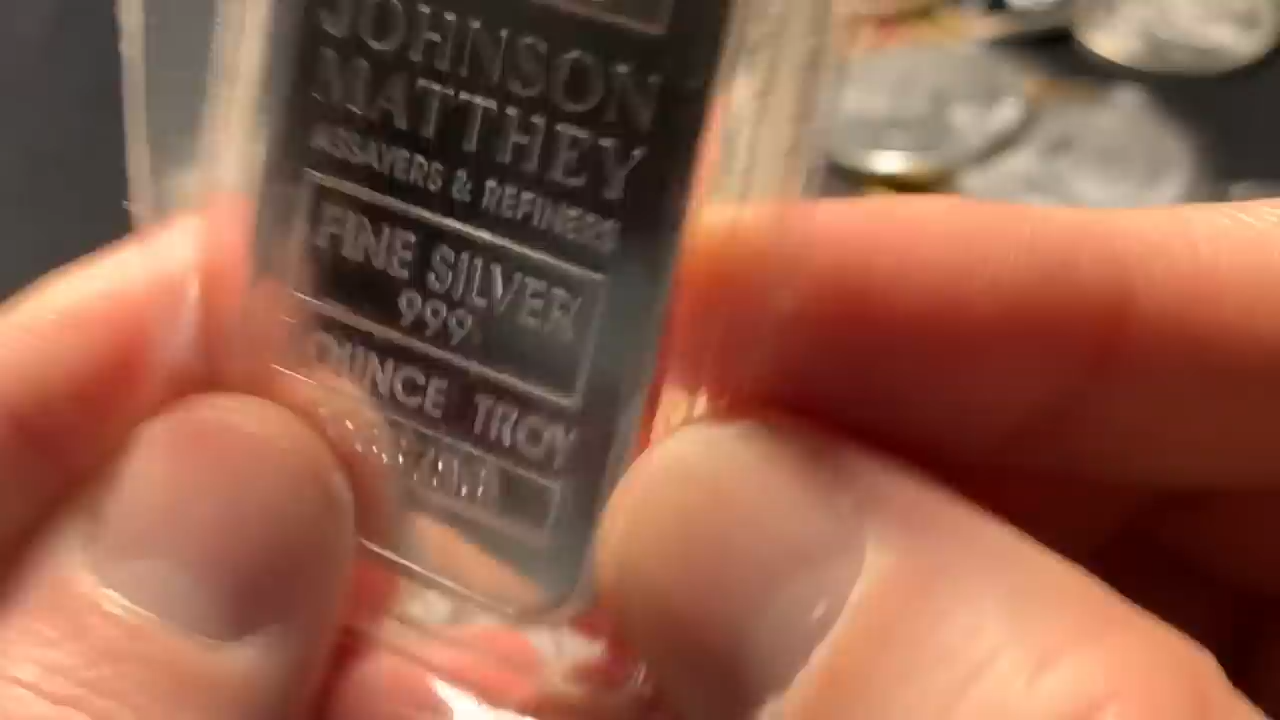 JOHNSON
MATTHEY
ASSAYERS & REFINERS
FINE SILVER
999
OUNCE TROY